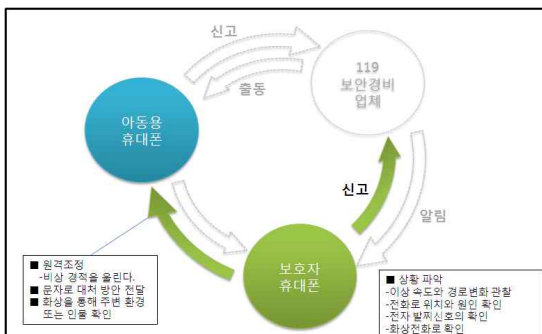 신고
119
보안경비
업체
출동
아동용
휴대폰
신고
알림
보호자
휴대폰
■ 원격조정
-비상 경적을 울린다.
■ 문자로 대처 방안 전달
■ 화상을 통해 주변 환경
또는 인물 확인
■ 상황 파악
-이상 속도와 경로변화 관찰
-전화로 위치와 원인 확인
-전자 발찌신호의 확인
-화상전화로 확인